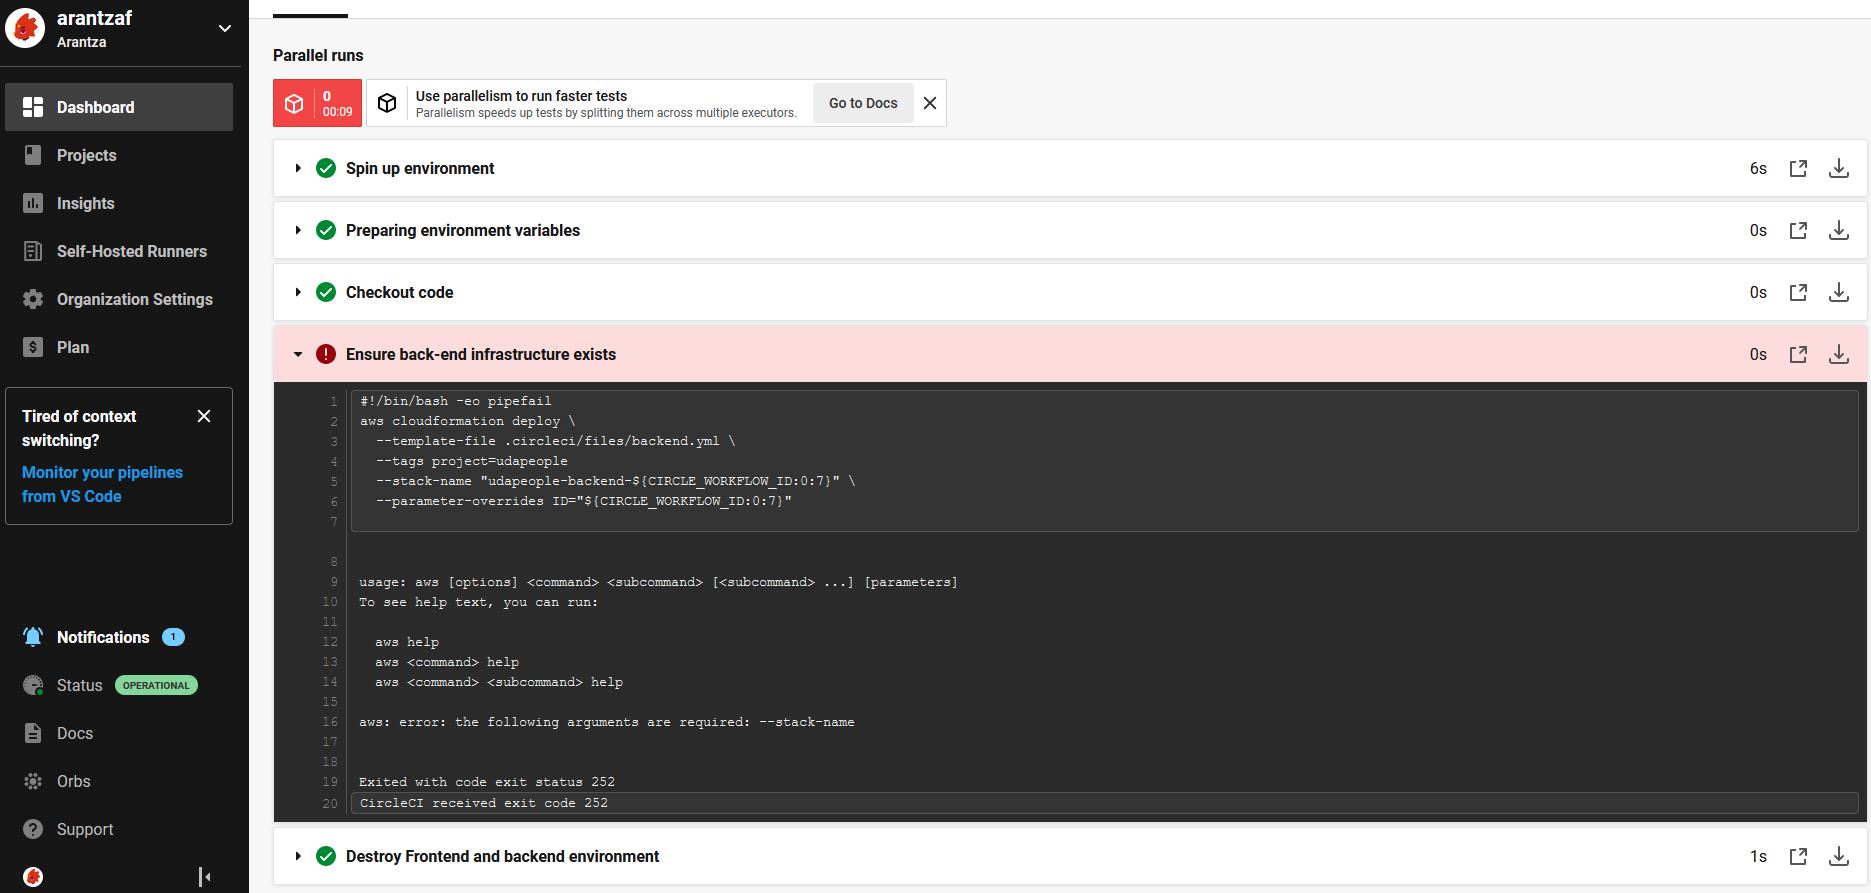 arantzaf
Arantza
Dashboard
Projects
Insights
Self-Hosted Runners
Organization Settings
Plan
Tired of context
switching?
Monitor your pipelines
from VS Code
Notifications 1
Status OPERATIONAL
Docs
Orbs
Support
Parallel runs
0
00:09
Use parallelism to run faster tests
Parallelism speeds up tests by splitting them across multiple executors.
Go to Docs
Spin up environment 6s
Preparing environment variables 0s
Checkout code 0s
Ensure back-end infrastructure exists 0s
1 #!/bin/bash -eo pipefail
2 aws cloudformation deploy \
3 --template-file .circleci/files/backend.yml \
4 --tags project=udapeople
5 --stack-name "udapeople-backend-${CIRCLE_WORKFLOW_ID:0:7}" \
6 --parameter-overrides ID="${CIRCLE_WORKFLOW_ID:0:7}"
7
8
9 usage: aws [options] <command> <subcommand> [<subcommand> ...] [parameters]
10 To see help text, you can run:
11
12 aws help
13 aws <command> help
14 aws <command> <subcommand> help
15
16 aws: error: the following arguments are required: --stack-name
17
18
19 Exited with code exit status 252
20 CircleCI received exit code 252
Destroy Frontend and backend environment 1s